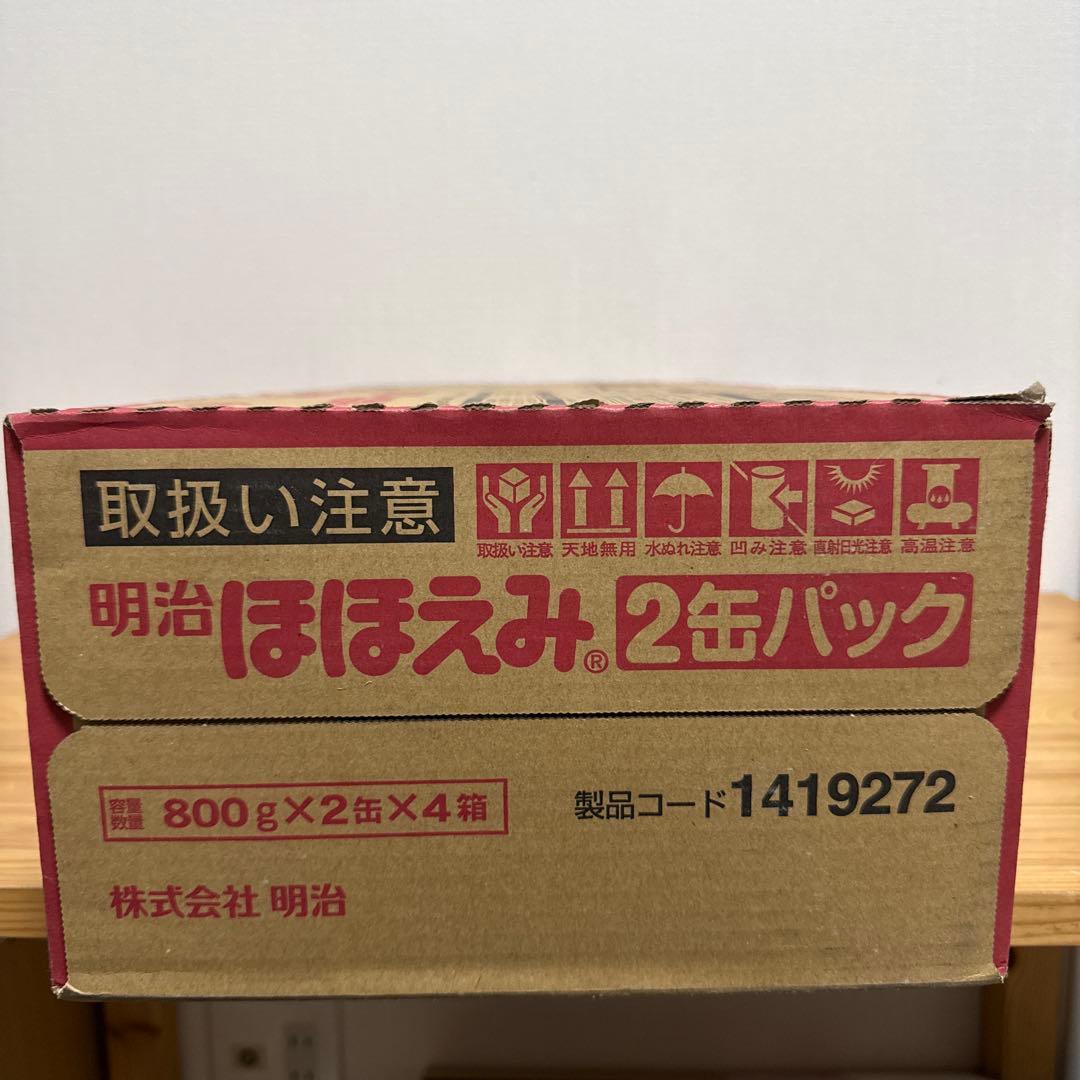 取扱い注意
取扱い注意 天地無用 水ぬれ注意 凹み注意 直射日光注意 高温注意
明治ほほえみ® 2缶パック
容量
数量 800g×2缶×4箱
製品コード1419272
株式会社 明治